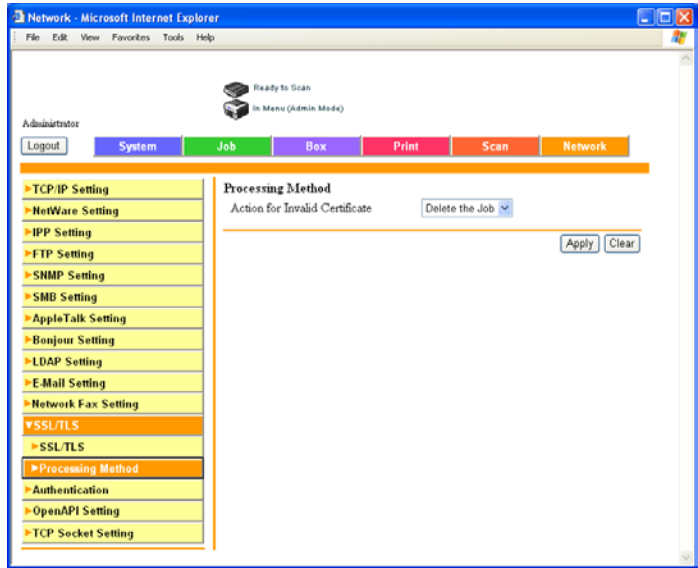 Network - Microsoft Internet Explorer
File Edit View Favorites Tools Help
Ready to Scan
In Menu (Admin Mode)
Administrator
Logout System Job Box Print Scan Network
TCP/IP Setting
NetWare Setting
IPP Setting
FTP Setting
SNMP Setting
SMB Setting
AppleTalk Setting
Bonjour Setting
LDAP Setting
E-Mail Setting
Network Fax Setting
SSL/TLS
SSL/TLS
Processing Method
Authentication
OpenAPI Setting
TCP Socket Setting
Processing Method
Action for Invalid Certificate Delete the Job
Apply Clear